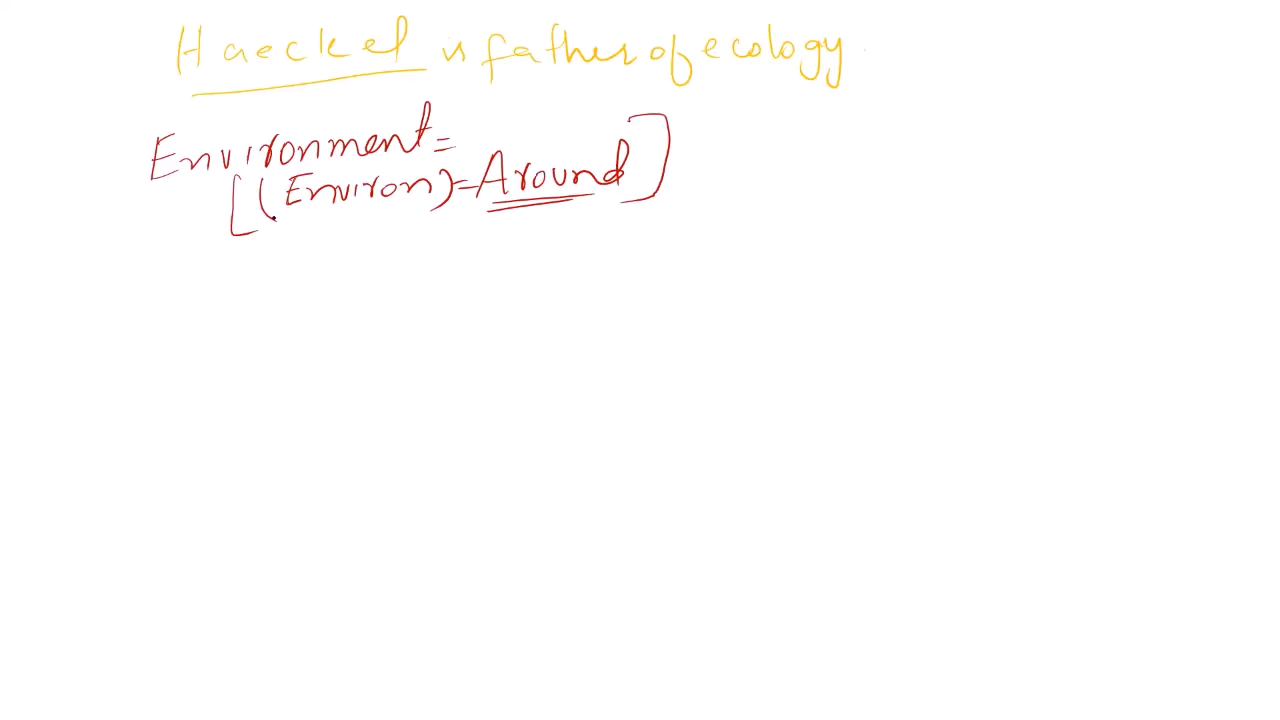 Haeckel is father of ecology
Environment =
[(Environ) = Around]